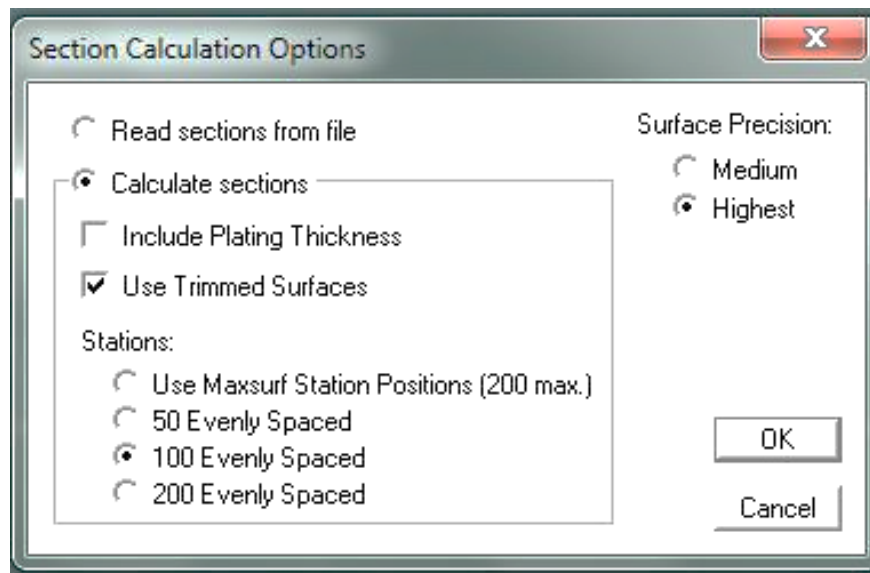 Section Calculation Options
Read sections from file
Calculate sections
Include Plating Thickness
Use Trimmed Surfaces
Stations:
Use Maxsurf Station Positions (200 max.)
50 Evenly Spaced
100 Evenly Spaced
200 Evenly Spaced
Surface Precision:
Medium
Highest
OK
Cancel